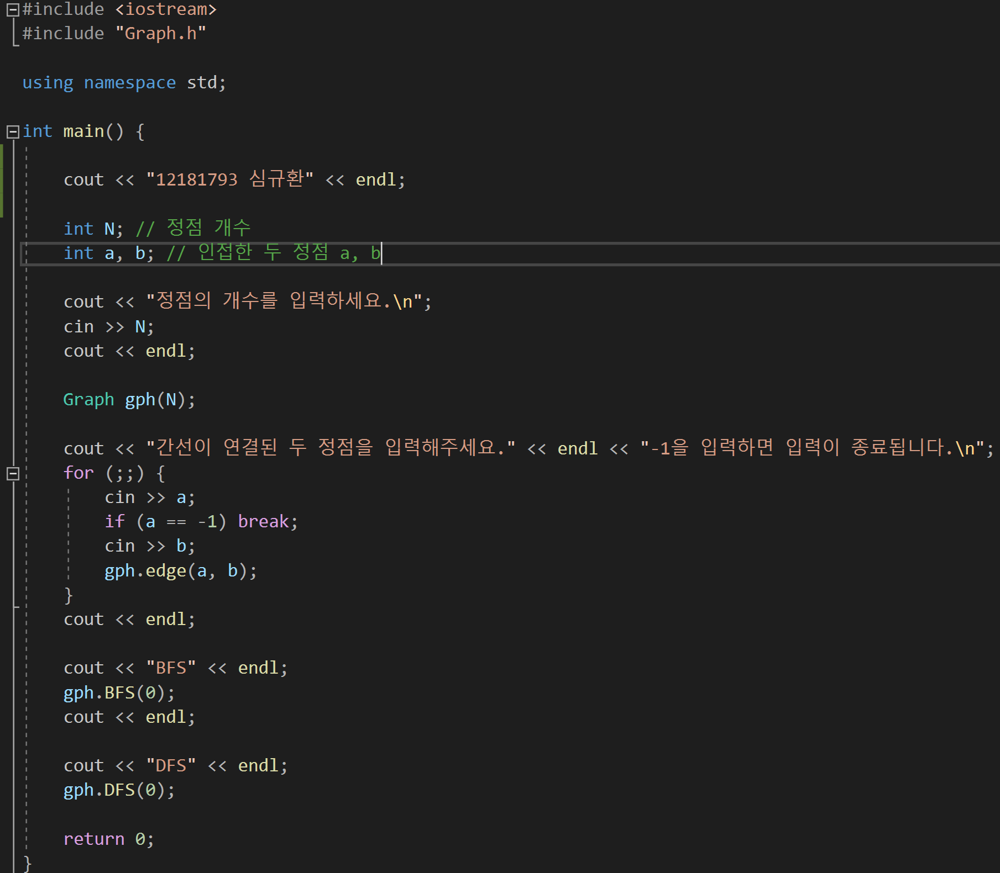 #include <iostream>
#include "Graph.h"
using namespace std;
int main() {
cout << "12181793 심규환" << endl;
int N; // 정점 개수
int a, b; // 인접한 두 정점 a, b
cout << "정점의 개수를 입력하세요.\n";
cin >> N;
cout << endl;
Graph gph(N);
cout << "간선이 연결된 두 정점을 입력해주세요." << endl << "-1을 입력하면 입력이 종료됩니다.\n";
for (;;) {
cin >> a;
if (a == -1) break;
cin >> b;
gph.edge(a, b);
}
cout << endl;
cout << "BFS" << endl;
gph.BFS(0);
cout << endl;
cout << "DFS" << endl;
gph.DFS(0);
return 0;
}